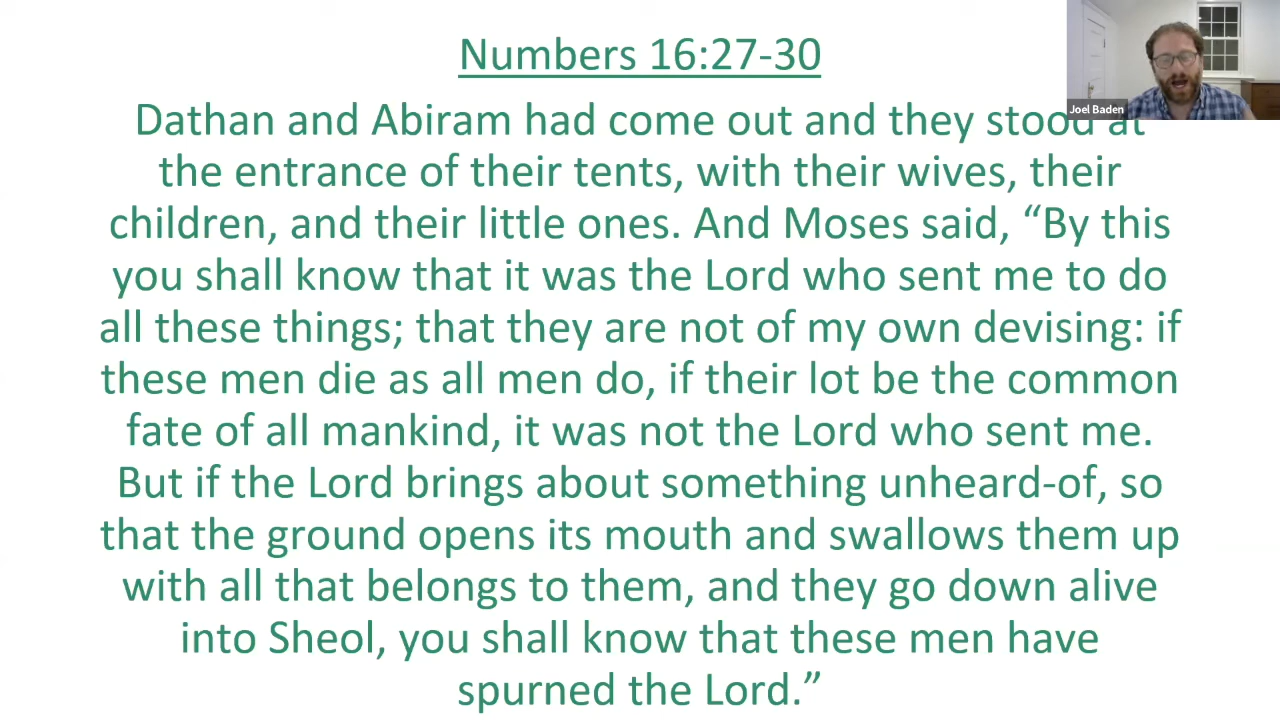 Numbers 16:27-30
Joel Baden
Dathan and Abiram had come out and they stood at
the entrance of their tents, with their wives, their
children, and their little ones. And Moses said, “By this
you shall know that it was the Lord who sent me to do
all these things; that they are not of my own devising: if
these men die as all men do, if their lot be the common
fate of all mankind, it was not the Lord who sent me.
But if the Lord brings about something unheard-of, so
that the ground opens its mouth and swallows them up
with all that belongs to them, and they go down alive
into Sheol, you shall know that these men have
spurned the Lord.”